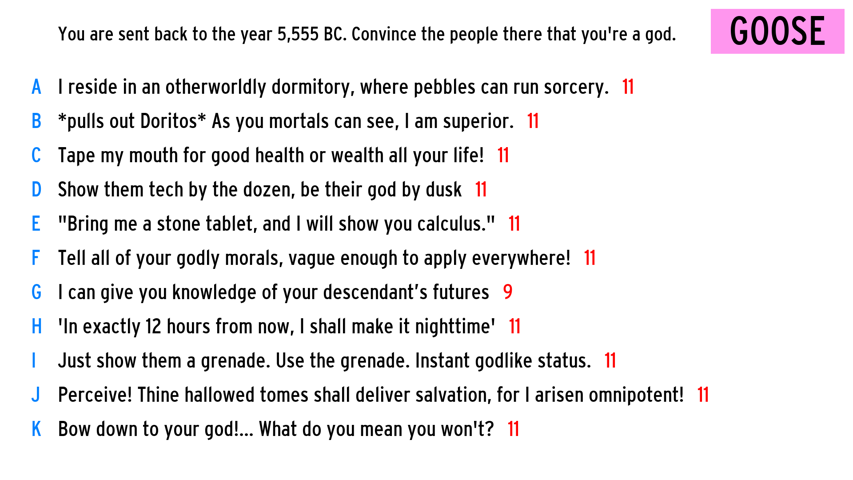 You are sent back to the year 5,555 BC. Convince the people there that you're a god.
GOOSE
A I reside in an otherworldly dormitory, where pebbles can run sorcery. 11
B *pulls out Doritos* As you mortals can see, I am superior. 11
C Tape my mouth for good health or wealth all your life! 11
D Show them tech by the dozen, be their god by dusk 11
E "Bring me a stone tablet, and I will show you calculus." 11
F Tell all of your godly morals, vague enough to apply everywhere! 11
G I can give you knowledge of your descendant’s futures 9
H 'In exactly 12 hours from now, I shall make it nighttime' 11
I Just show them a grenade. Use the grenade. Instant godlike status. 11
J Perceive! Thine hallowed tomes shall deliver salvation, for I arisen omnipotent! 11
K Bow down to your god!... What do you mean you won't? 11